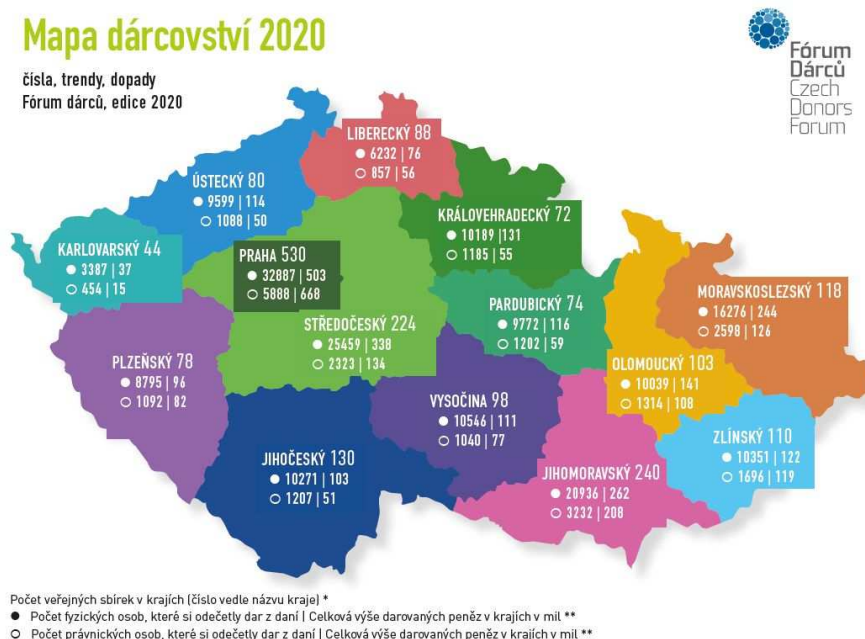 Mapa dárcovství 2020
čísla, trendy, dopady
Fórum dárců, edice 2020
Fórum
Dárců
Czech
Donors
Forum
LIBERECKÝ 88
● 6232 | 76
○ 857 | 56
ÚSTECKÝ 80
● 9599 | 114
○ 1088 | 50
KRÁLOVEHRADECKÝ 72
● 10189 |131
○ 1185 | 55
KARLOVARSKÝ 44
● 3387 | 37
○ 454 | 15
PRAHA 530
● 32887 | 503
○ 5888 | 668
MORAVSKOSLEZSKÝ 118
● 16276 | 244
○ 2598 | 126
PARDUBICKÝ 74
● 9772 | 116
○ 1202 | 59
STŘEDOČESKÝ 224
● 25459 | 338
○ 2323 | 134
PLZEŇSKÝ 78
● 8795 | 96
○ 1092 | 82
OLOMOUCKÝ 103
● 10039 | 141
○ 1314 | 108
VYSOČINA 98
● 10546 | 111
○ 1040 | 77
ZLÍNSKÝ 110
● 10351 | 122
○ 1696 | 119
JIHOČESKÝ 130
● 10271 | 103
○ 1207 | 51
JIHOMORAVSKÝ 240
● 20936 | 262
○ 3232 | 208
Počet veřejných sbírek v krajích (číslo vedle názvu kraje) *
● Počet fyzických osob, které si odečetly dar z daní | Celková výše darovaných peněz v krajích v mil **
○ Počet právnických osob, které si odečetly dar z daní | Celková výše darovaných peněz v krajích v mil **